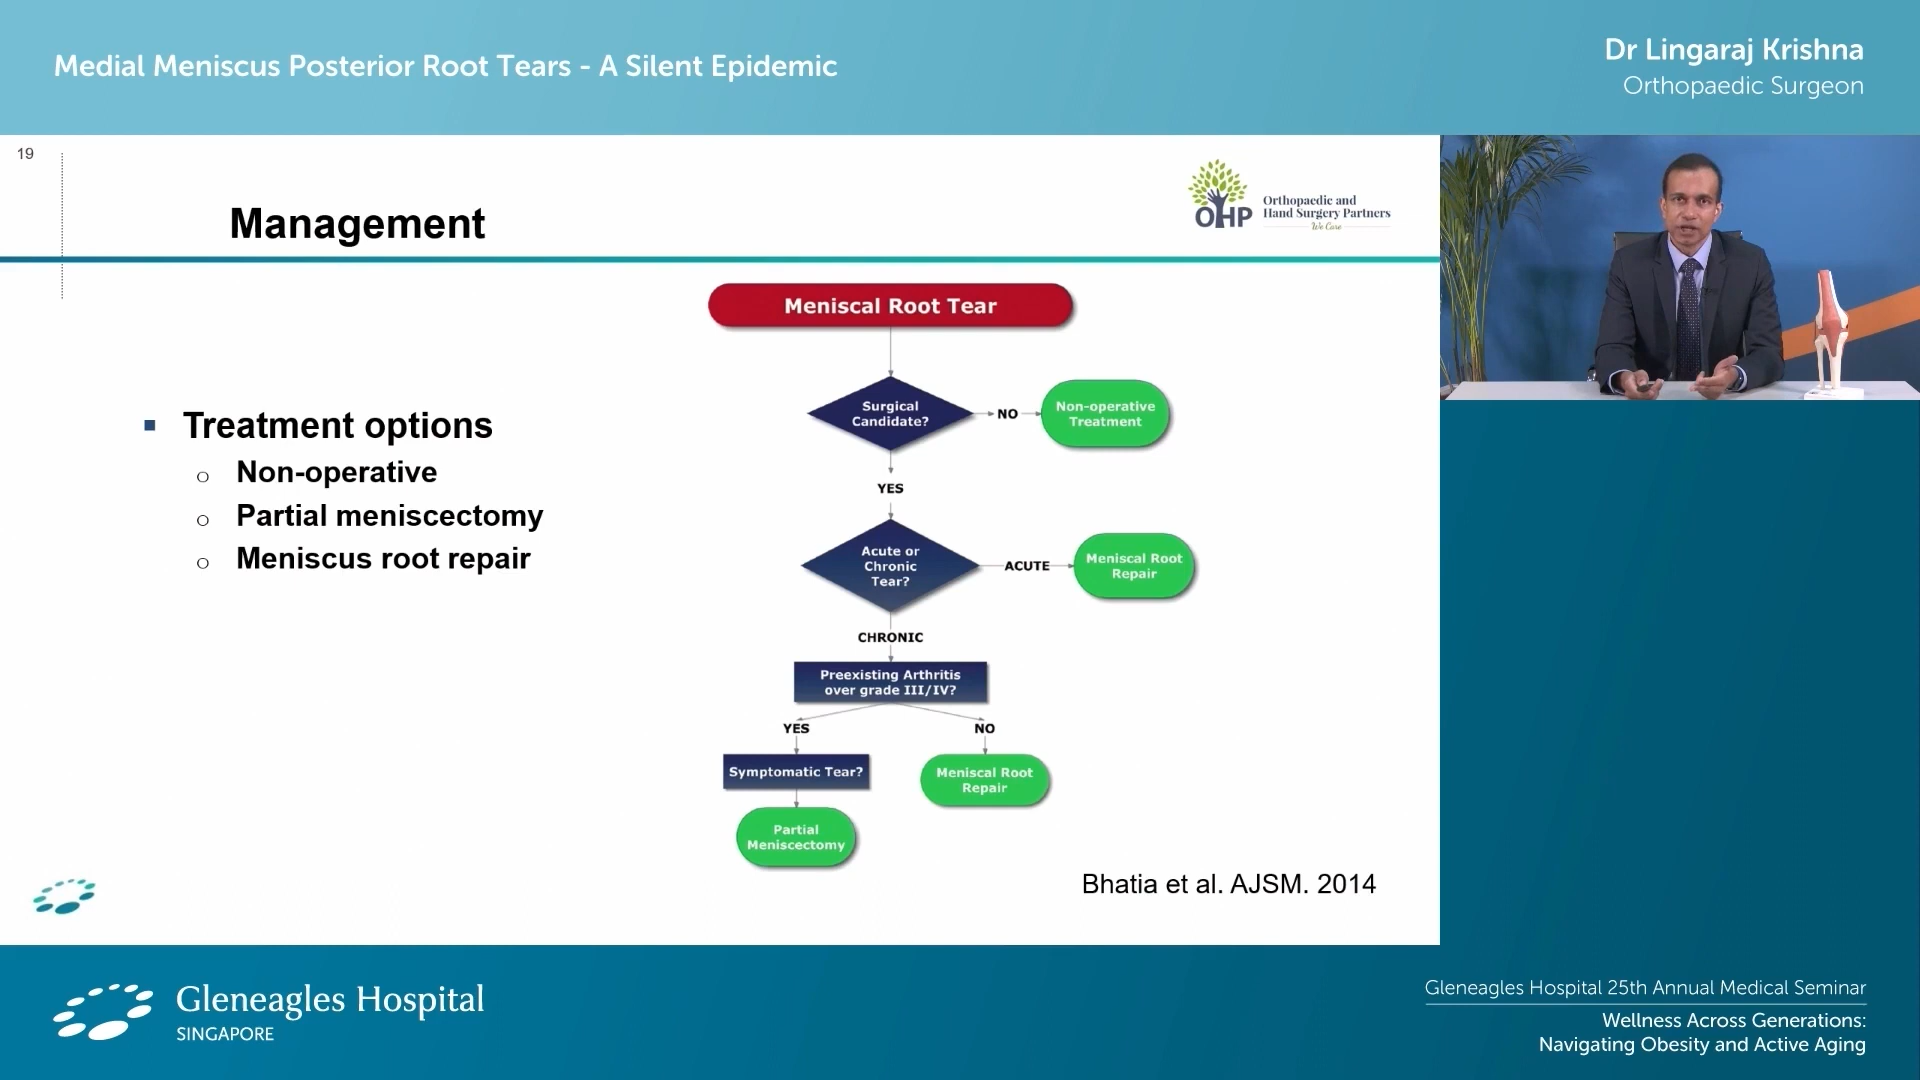 Medial Meniscus Posterior Root Tears - A Silent Epidemic
Dr Lingaraj Krishna
Orthopaedic Surgeon
19
Management
OHP
Orthopaedic and
Hand Surgery Partners
We Care
Treatment options
Non-operative
Partial meniscectomy
Meniscus root repair
Meniscal Root Tear
Surgical
Candidate?
NO
Non-operative
Treatment
YES
Acute or
Chronic
Tear?
ACUTE
Meniscal Root
Repair
CHRONIC
Preexisting Arthritis
over grade III/IV?
YES
NO
Symptomatic Tear?
Meniscal Root
Repair
Partial
Meniscectomy
Bhatia et al. AJSM. 2014
Gleneagles Hospital
SINGAPORE
Gleneagles Hospital 25th Annual Medical Seminar
Wellness Across Generations:
Navigating Obesity and Active Aging